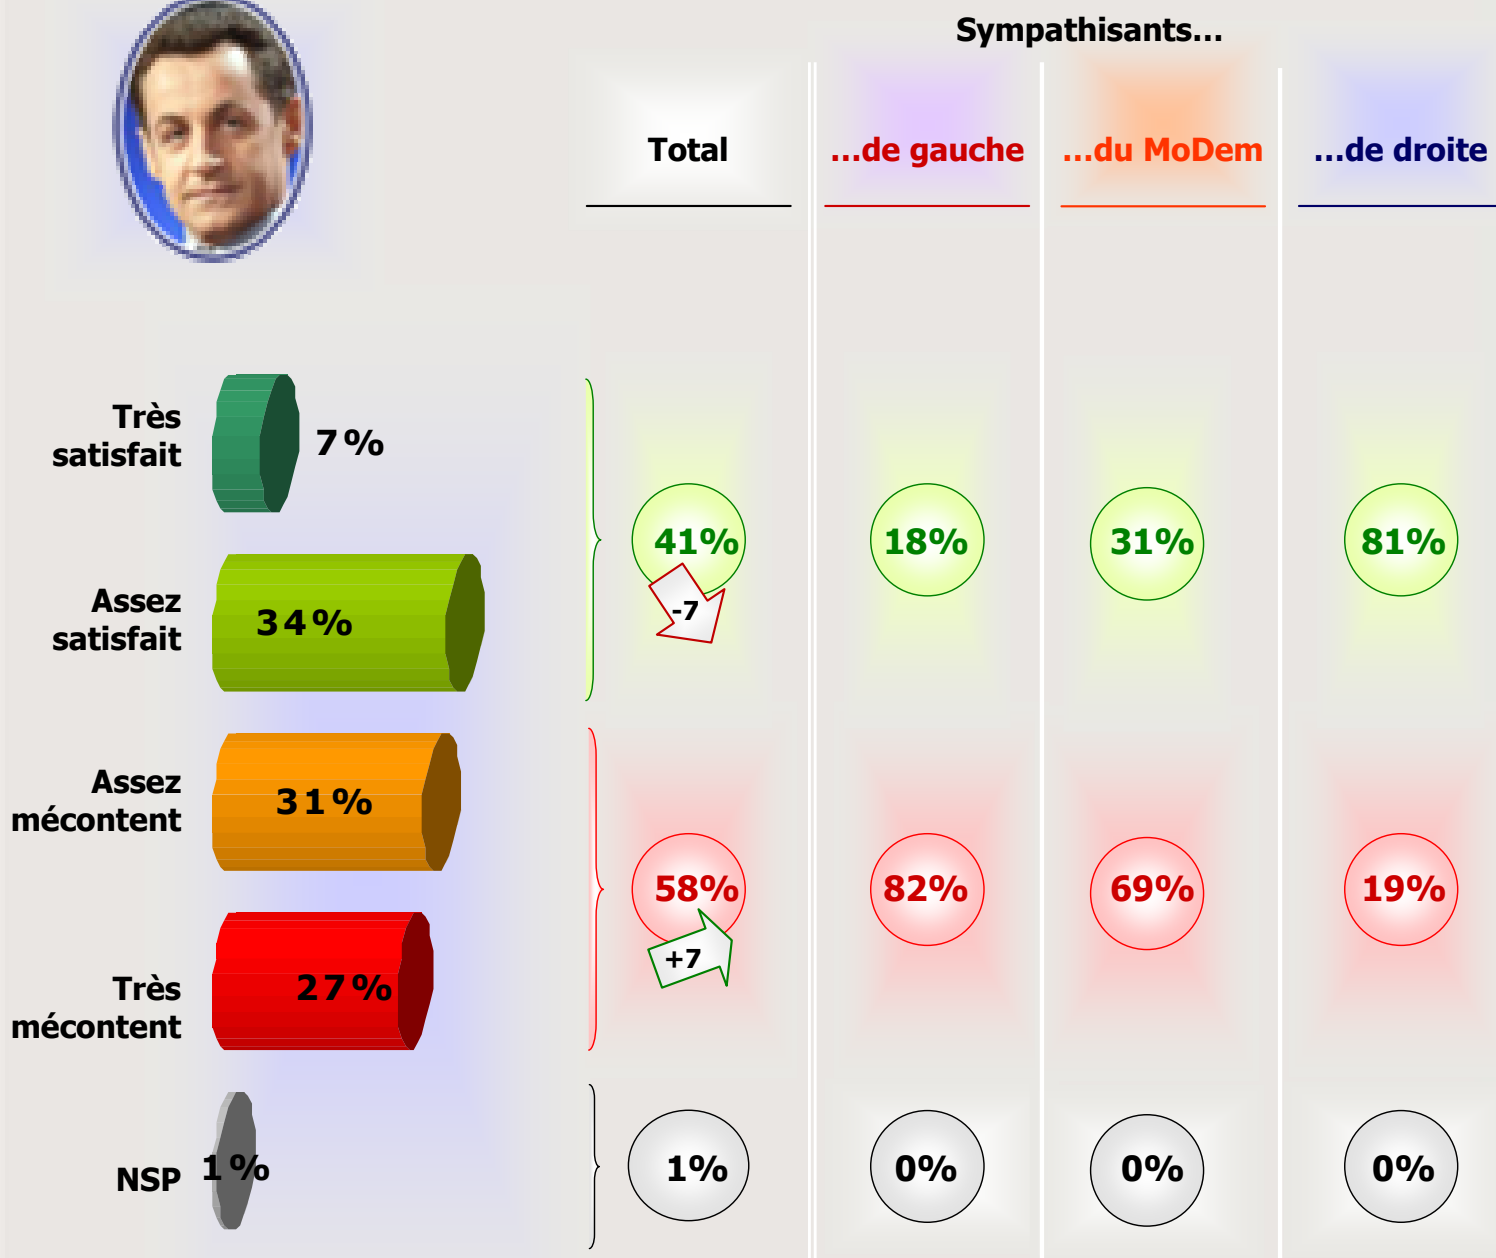 Sympathisants...
Total
...de gauche
...du MoDem
...de droite
Très
satisfait
7%
Assez
satisfait
34%
41%
18%
31%
81%
-7
Assez
mécontent
31%
Très
mécontent
27%
58%
82%
69%
19%
+7
NSP
1%
1%
0%
0%
0%